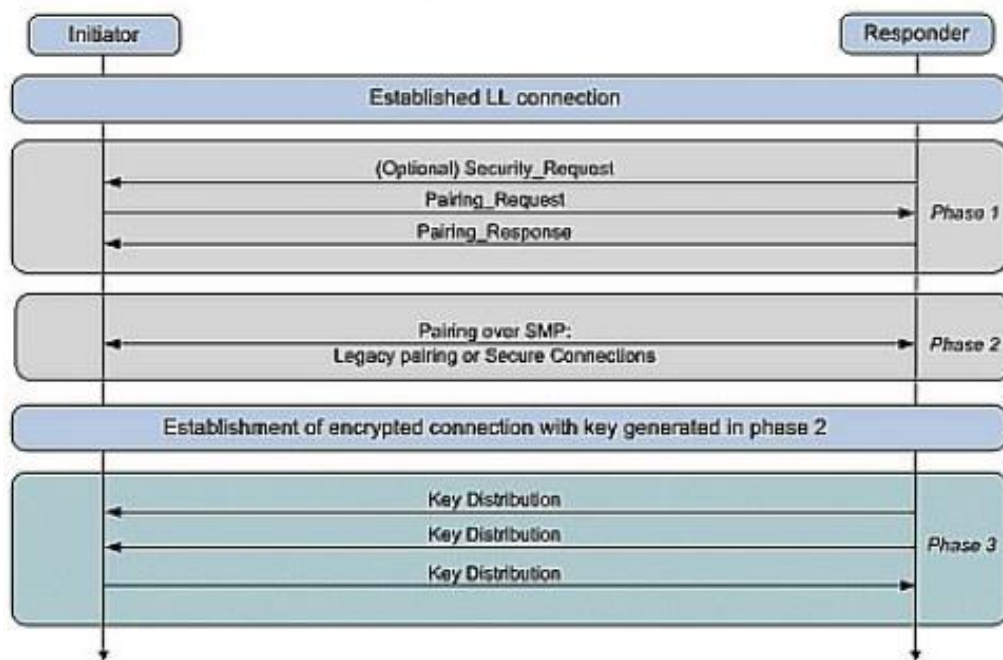 Initiator
Responder
Established LL connection
(Optional) Security_Request
Pairing_Request
Phase 1
Pairing_Response
Pairing over SMP:
Phase 2
Legacy pairing or Secure Connections
Establishment of encrypted connection with key generated in phase 2
Key Distribution
Key Distribution
Phase 3
Key Distribution